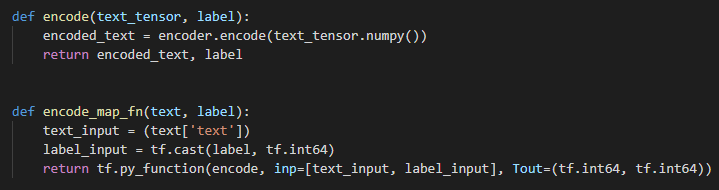 def encode(text_tensor, label):
    encoded_text = encoder.encode(text_tensor.numpy())
    return encoded_text, label
def encode_map_fn(text, label):
    text_input = (text['text'])
    label_input = tf.cast(label, tf.int64)
    return tf.py_function(encode, inp=[text_input, label_input], Tout=(tf.int64, tf.int64))